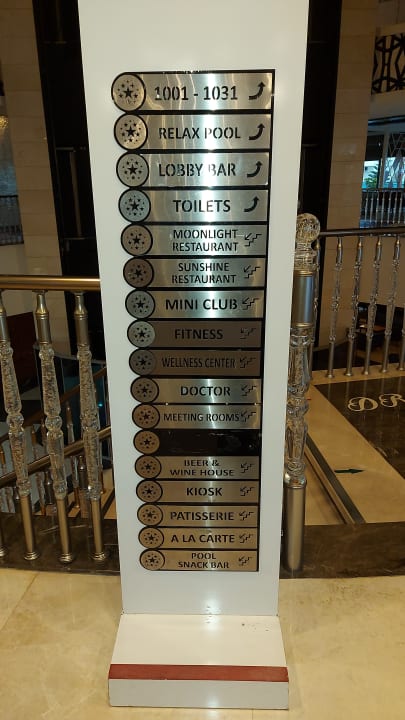 1001 - 1031
RELAX POOL
LOBBY BAR
TOILETS
MOONLIGHT
RESTAURANT
SUNSHINE
RESTAURANT
MINI CLUB
FITNESS
WELLNESS CENTER
DOCTOR
MEETING ROOMS
BEER &
WINE HOUSE
KIOSK
PATISSERIE
A LA CARTE
POOL
SNACK BAR